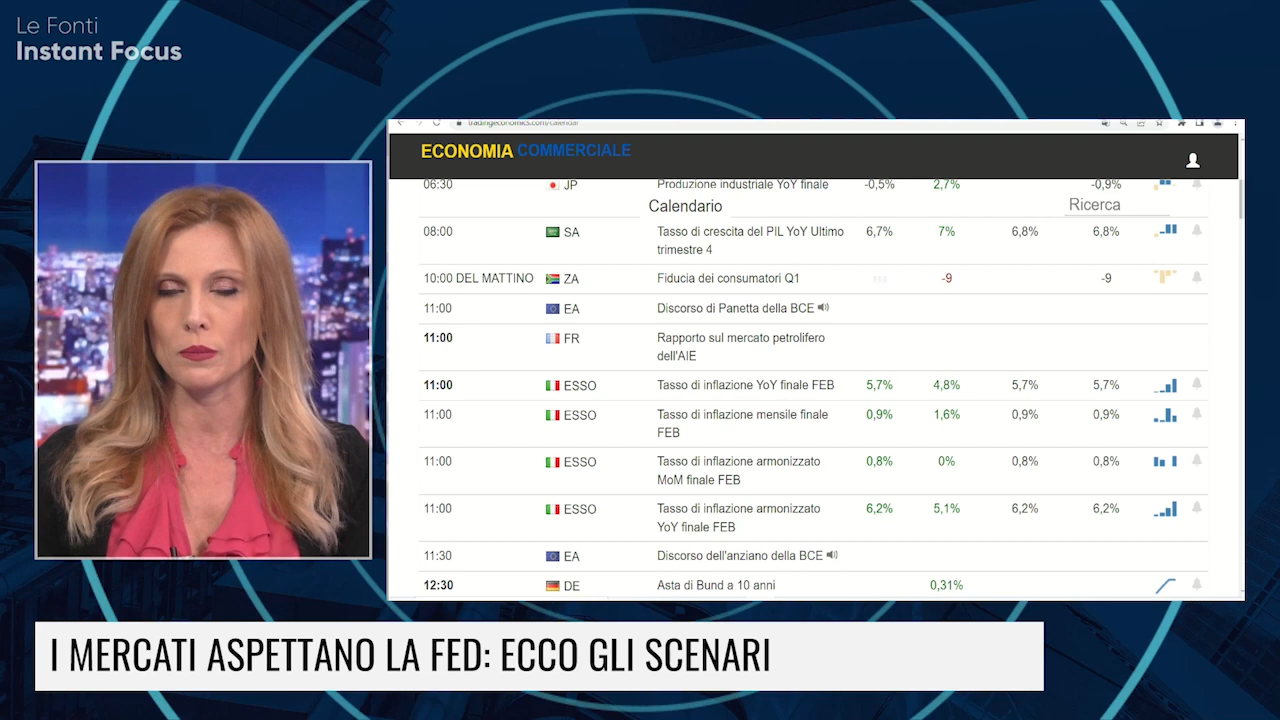 Le Fonti
Instant Focus
tradingeconomics.com/calendar
ECONOMIA COMMERCIALE
06:30 JP Produzione industriale YoY finale -0,5% 2,7% -0,9%
Calendario Ricerca
08:00 SA Tasso di crescita del PIL YoY Ultimo 6,7% 7% 6,8% 6,8%
trimestre 4
10:00 DEL MATTINO ZA Fiducia dei consumatori Q1 -9 -9
11:00 EA Discorso di Panetta della BCE
11:00 FR Rapporto sul mercato petrolifero
dell'AIE
11:00 ESSO Tasso di inflazione YoY finale FEB 5,7% 4,8% 5,7% 5,7%
11:00 ESSO Tasso di inflazione mensile finale 0,9% 1,6% 0,9% 0,9%
FEB
11:00 ESSO Tasso di inflazione armonizzato 0,8% 0% 0,8% 0,8%
MoM finale FEB
11:00 ESSO Tasso di inflazione armonizzato 6,2% 5,1% 6,2% 6,2%
YoY finale FEB
11:30 EA Discorso dell'anziano della BCE
12:30 DE Asta di Bund a 10 anni 0,31%
I MERCATI ASPETTANO LA FED: ECCO GLI SCENARI